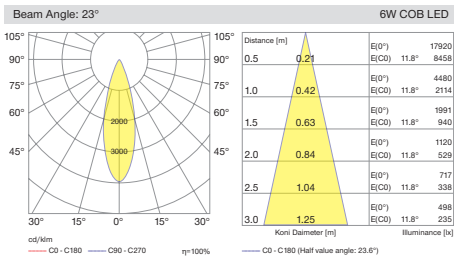 Beam Angle: 23° 6W COB LED
105° 105°
90° 90°
75° 75°
60° 60°
45° 45°
2000
3000
30° 15° 0° 15° 30°
cd/klm
C0 - C180 C90 - C270 η=100%
Distance [m]
0.5 0.21 E(0°) 17920
E(C0) 11.8° 8458
1.0 0.42 E(0°) 4480
E(C0) 11.8° 2114
1.5 0.63 E(0°) 1991
E(C0) 11.8° 940
2.0 0.84 E(0°) 1120
E(C0) 11.8° 529
2.5 1.04 E(0°) 717
E(C0) 11.8° 338
3.0 1.25 E(0°) 498
E(C0) 11.8° 235
Koni Daimeter [m] Illuminance [lx]
C0 - C180 (Half value angle: 23.6°)